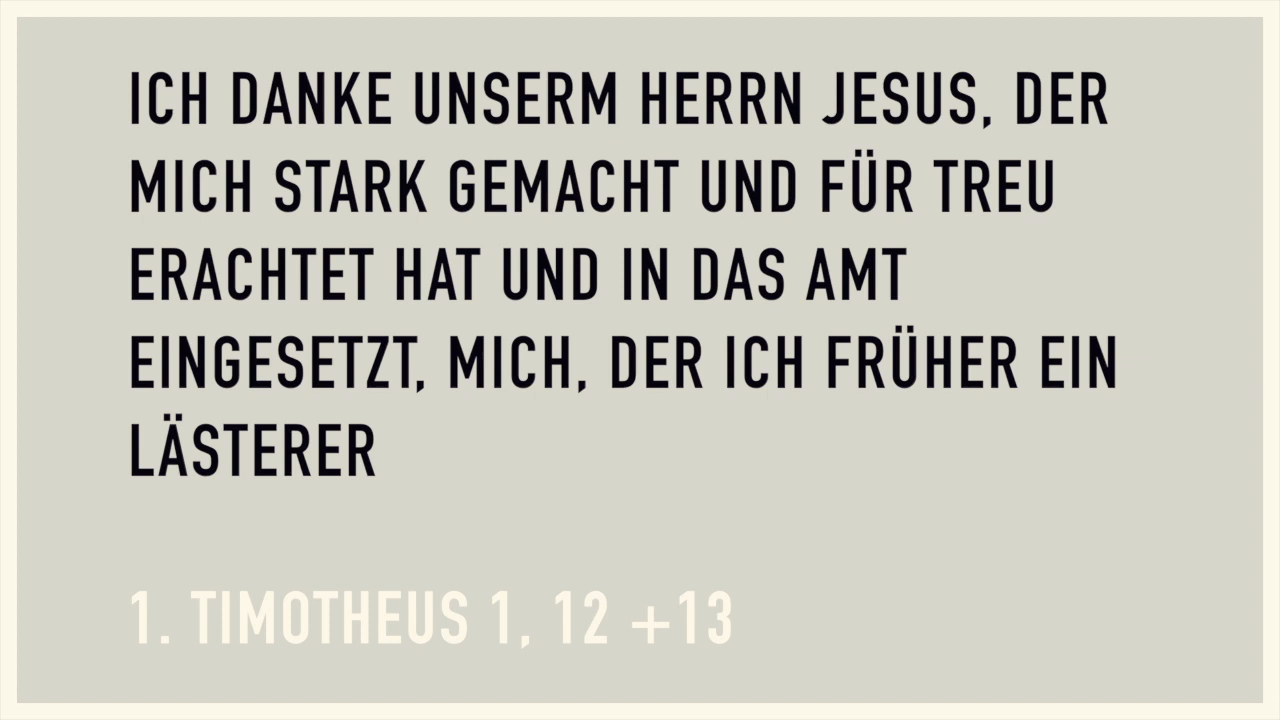 ICH DANKE UNSERM HERRN JESUS, DER
MICH STARK GEMACHT UND FÜR TREU
ERACHTET HAT UND IN DAS AMT
EINGESETZT, MICH, DER ICH FRÜHER EIN
LÄSTERER
1. TIMOTHEUS 1, 12 +13